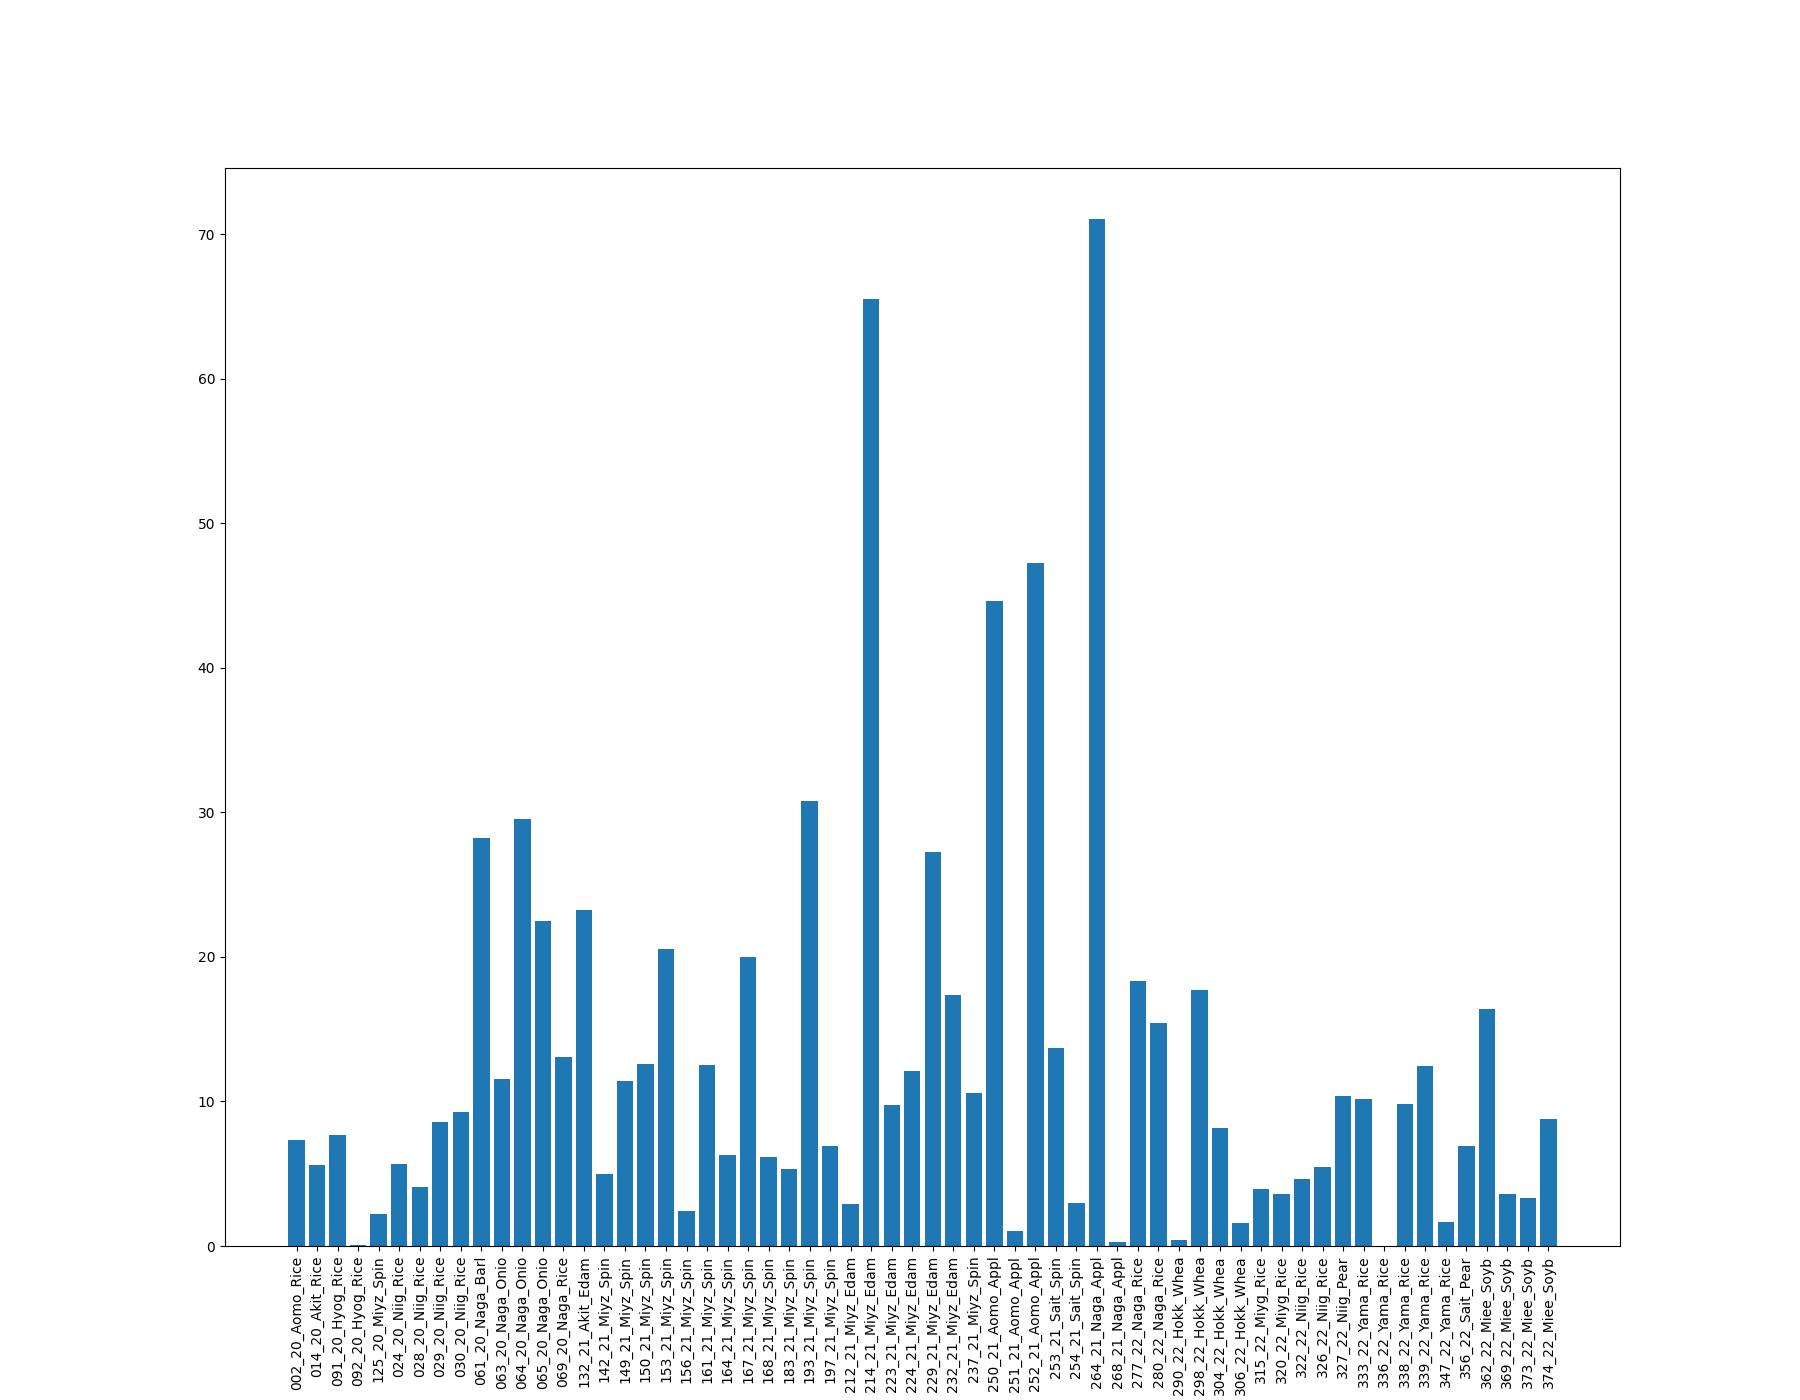 70
60
50
40
30
20
10
0
002_20_Aomo_Rice
014_20_Akit_Rice
091_20_Hyog_Rice
092_20_Hyog_Rice
125_20_Miyz_Spin
024_20_Niig_Rice
028_20_Niig_Rice
029_20_Niig_Rice
030_20_Niig_Rice
061_20_Naga_Barl
063_20_Naga_Onio
064_20_Naga_Onio
065_20_Naga_Onio
069_20_Naga_Rice
132_21_Akit_Edam
142_21_Miyz_Spin
149_21_Miyz_Spin
150_21_Miyz_Spin
153_21_Miyz_Spin
156_21_Miyz_Spin
161_21_Miyz_Spin
164_21_Miyz_Spin
167_21_Miyz_Spin
168_21_Miyz_Spin
183_21_Miyz_Spin
193_21_Miyz_Spin
197_21_Miyz_Spin
212_21_Miyz_Edam
214_21_Miyz_Edam
223_21_Miyz_Edam
224_21_Miyz_Edam
229_21_Miyz_Edam
232_21_Miyz_Edam
237_21_Miyz_Spin
250_21_Aomo_Appl
251_21_Aomo_Appl
252_21_Aomo_Appl
253_21_Sait_Spin
254_21_Sait_Spin
264_21_Naga_Appl
268_21_Naga_Appl
277_22_Naga_Rice
280_22_Naga_Rice
290_22_Hokk_Whea
298_22_Hokk_Whea
304_22_Hokk_Whea
306_22_Hokk_Whea
315_22_Miyg_Rice
320_22_Miyg_Rice
322_22_Niig_Rice
326_22_Niig_Rice
327_22_Niig_Pear
333_22_Yama_Rice
336_22_Yama_Rice
338_22_Yama_Rice
339_22_Yama_Rice
347_22_Yama_Rice
356_22_Sait_Pear
362_22_Miee_Soyb
369_22_Miee_Soyb
373_22_Miee_Soyb
374_22_Miee_Soyb